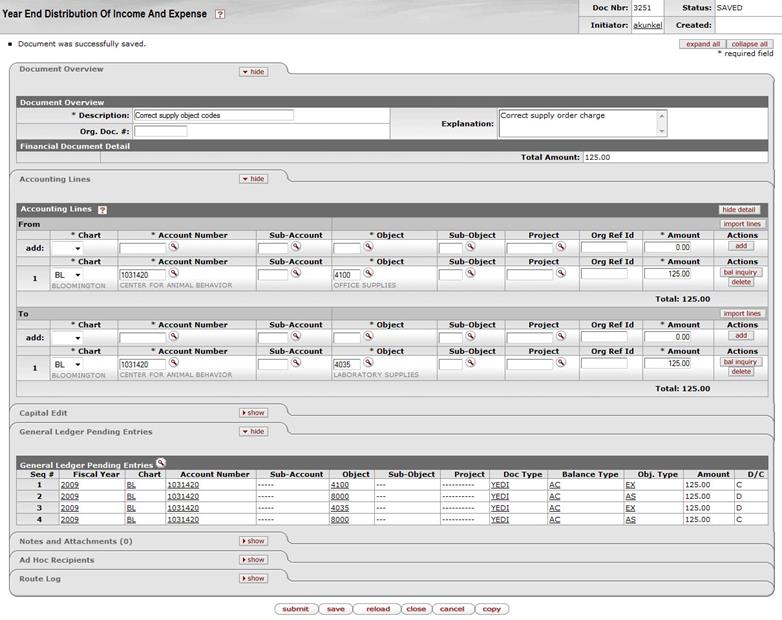 Year End Distribution Of Income And Expense ?
Doc Nbr: 3251 Status: SAVED
Initiator: akunkel Created:
Document was successfully saved.
expand all collapse all
* required field
Document Overview hide
Document Overview
* Description: Correct supply object codes Explanation: Correct supply order charge
Org. Doc. #:
Financial Document Detail
Total Amount: 125.00
Accounting Lines hide
Accounting Lines ? hide detail
From import lines
* Chart * Account Number Sub-Account * Object Sub-Object Project Org Ref Id * Amount Actions
add: 0.00 add
* Chart * Account Number Sub-Account * Object Sub-Object Project Org Ref Id * Amount Actions
1 BL 1031420 4100 125.00 bal inquiry
BLOOMINGTON CENTER FOR ANIMAL BEHAVIOR OFFICE SUPPLIES delete
Total: 125.00
To import lines
* Chart * Account Number Sub-Account * Object Sub-Object Project Org Ref Id * Amount Actions
add: 0.00 add
* Chart * Account Number Sub-Account * Object Sub-Object Project Org Ref Id * Amount Actions
1 BL 1031420 4035 125.00 bal inquiry
BLOOMINGTON CENTER FOR ANIMAL BEHAVIOR LABORATORY SUPPLIES delete
Total: 125.00
Capital Edit show
General Ledger Pending Entries hide
General Ledger Pending Entries
Seq # Fiscal Year Chart Account Number Sub-Account Object Sub-Object Project Doc Type Balance Type Obj. Type Amount D/C
1 2009 BL 1031420 ----- 4100 --- ---------- YEDI AC EX 125.00 C
2 2009 BL 1031420 ----- 8000 --- ---------- YEDI AC AS 125.00 D
3 2009 BL 1031420 ----- 4035 --- ---------- YEDI AC EX 125.00 D
4 2009 BL 1031420 ----- 8000 --- ---------- YEDI AC AS 125.00 C
Notes and Attachments (0) show
Ad Hoc Recipients show
Route Log show
submit save reload close cancel copy